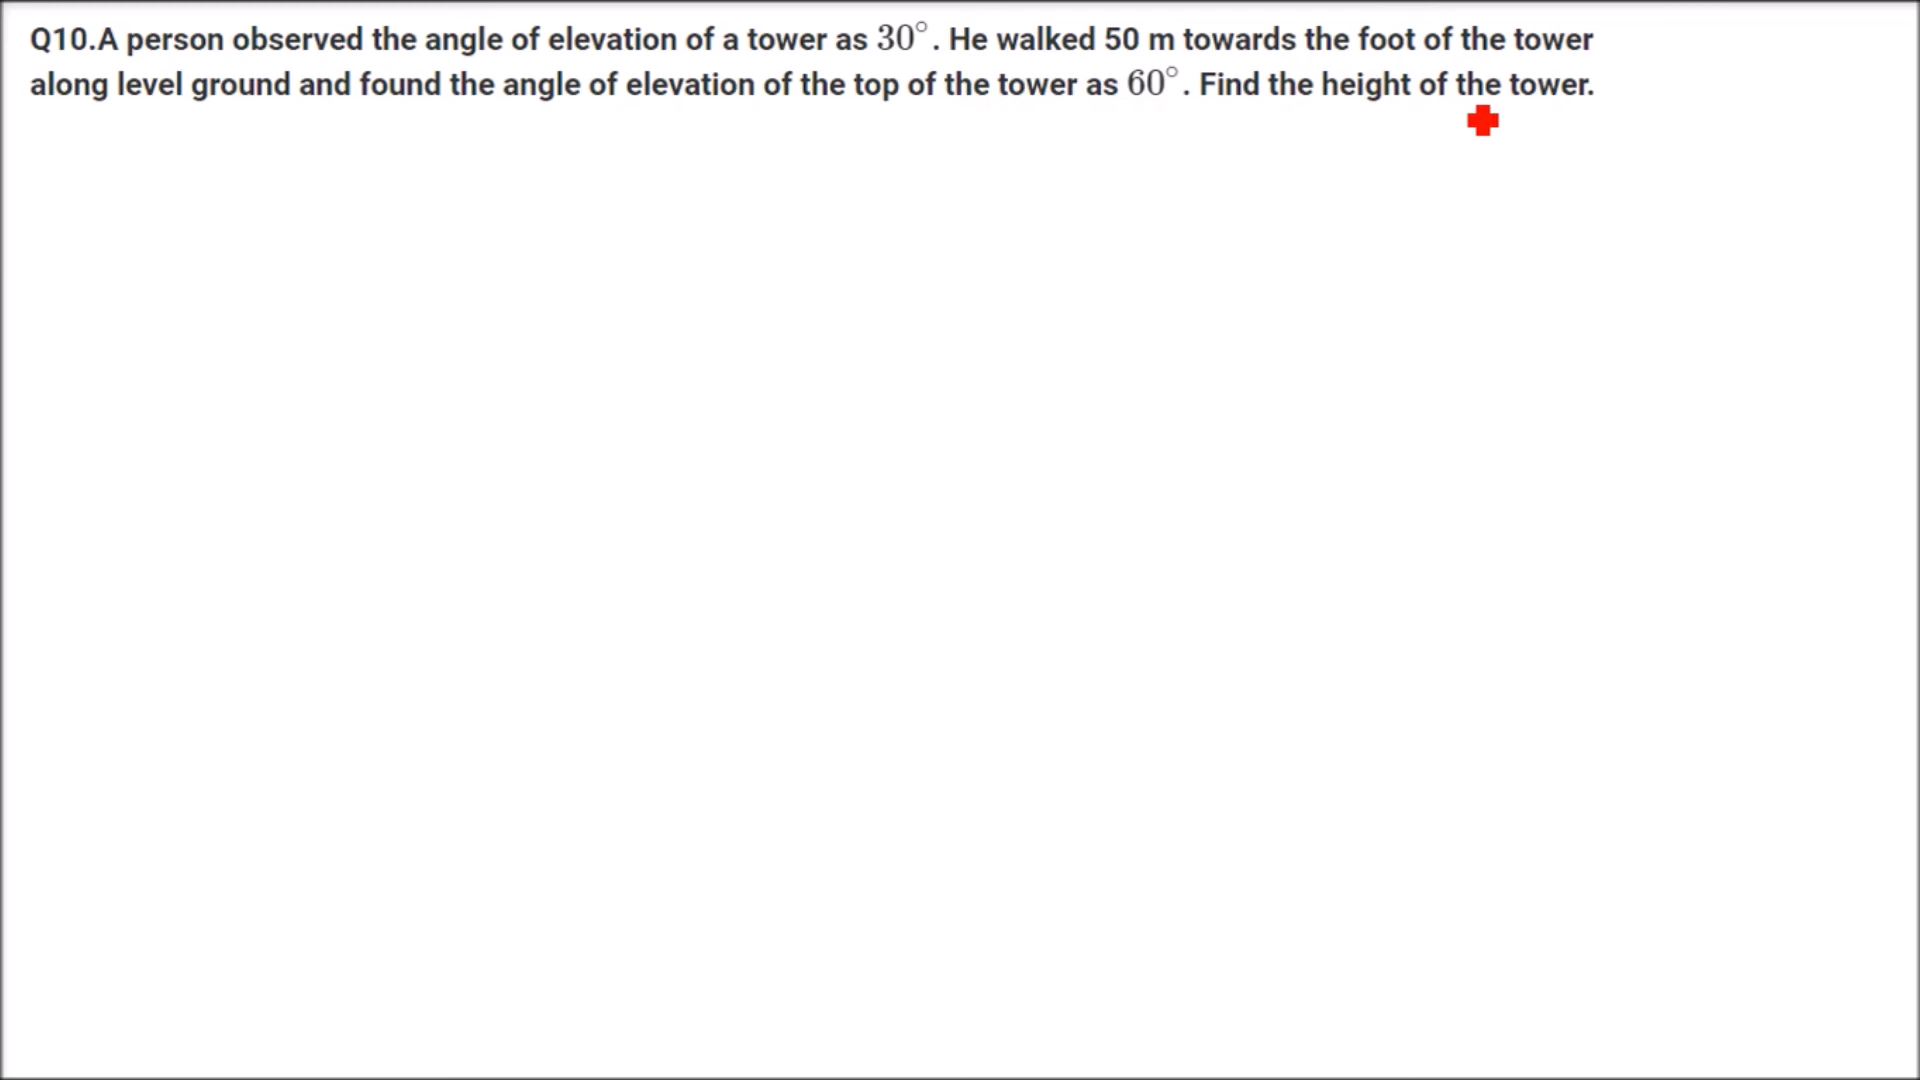 Q10.A person observed the angle of elevation of a tower as 30°. He walked 50 m towards the foot of the tower
along level ground and found the angle of elevation of the top of the tower as 60°. Find the height of the tower.